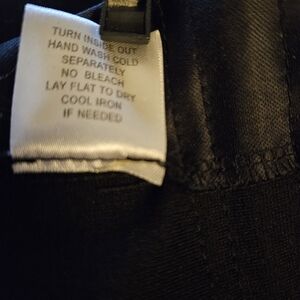 TURN INSIDE OUT
HAND WASH COLD
SEPARATELY
NO BLEACH
LAY FLAT TO DRY
COOL IRON
IF NEEDED